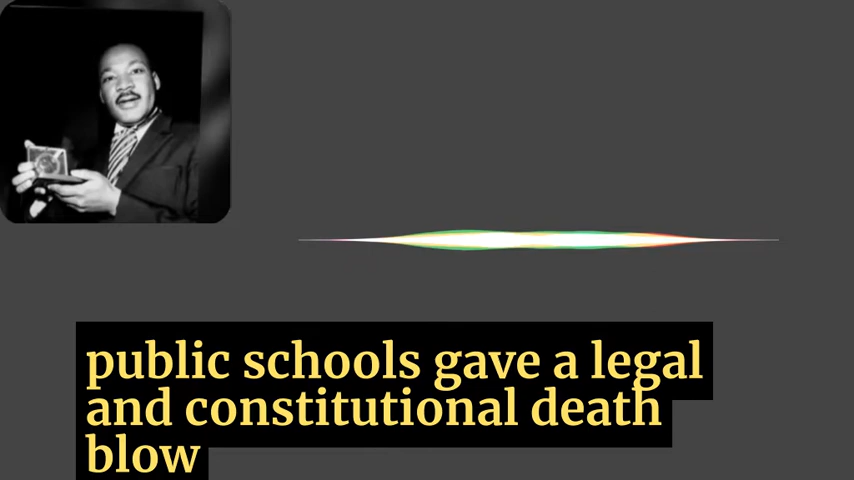 public schools gave a legal
and constitutional death
blow